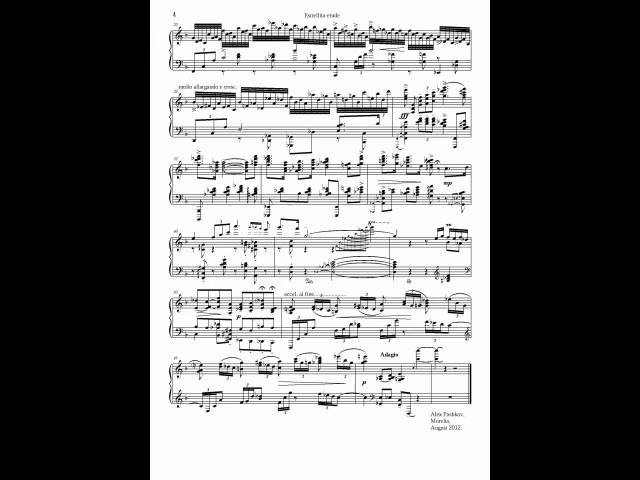 4
Estrellita-etude
molto allargando e cresc.
fff
mp
accel. al fine.
p
Adagio
p
Alex Pashkov,
Morelia,
August 2012.